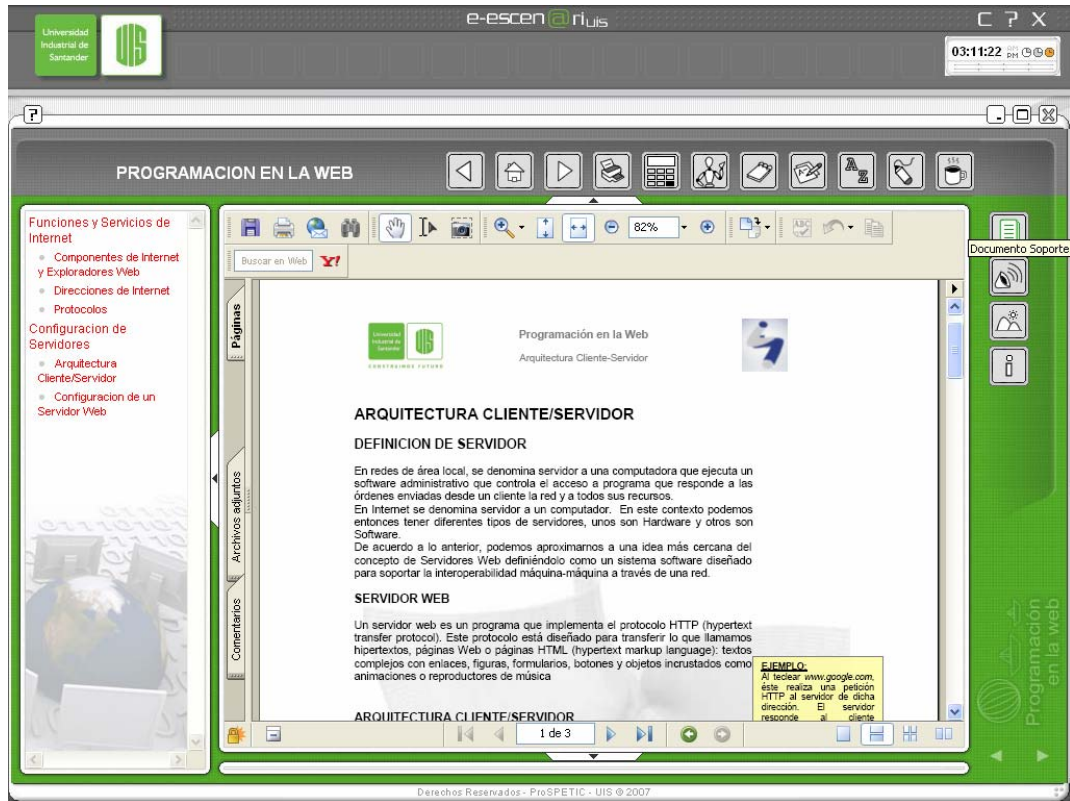 e-escen@riuis
C ? X
Universidad
Industrial de
Santander
UIS
03:11:22 AM
PM
?
PROGRAMACION EN LA WEB
Funciones y Servicios de
Internet
Componentes de Internet
y Exploradores Web
Direcciones de Internet
Protocolos
Configuracion de
Servidores
Arquitectura
Cliente/Servidor
Configuracion de un
Servidor Web
82%
Buscar en Web Y!
Páginas
Archivos adjuntos
Comentarios
Documento Soporte
Universidad
Industrial de
Santander
UIS
CONSTRUIMOS FUTURO
Programación en la Web
Arquitectura Cliente-Servidor
ARQUITECTURA CLIENTE/SERVIDOR
DEFINICION DE SERVIDOR
En redes de área local, se denomina servidor a una computadora que ejecuta un
software administrativo que controla el acceso a programa que responde a las
órdenes enviadas desde un cliente la red y a todos sus recursos.
En Internet se denomina servidor a un computador. En este contexto podemos
entonces tener diferentes tipos de servidores, unos son Hardware y otros son
Software.
De acuerdo a lo anterior, podemos aproximarnos a una idea más cercana del
concepto de Servidores Web definiéndolo como un sistema software diseñado
para soportar la interoperabilidad máquina-máquina a través de una red.
SERVIDOR WEB
Un servidor web es un programa que implementa el protocolo HTTP (hypertext
transfer protocol). Este protocolo está diseñado para transferir lo que llamamos
hipertextos, páginas Web o páginas HTML (hypertext markup language): textos
complejos con enlaces, figuras, formularios, botones y objetos incrustados como
animaciones o reproductores de música
EJEMPLO:
Al teclear www.google.com,
éste realiza una petición
HTTP al servidor de dicha
dirección. El servidor
responde al cliente
ARQUITECTURA CLIENTE/SERVIDOR
1 de 3
Programación
en la web
Derechos Reservados - ProSPETIC - UIS © 2007